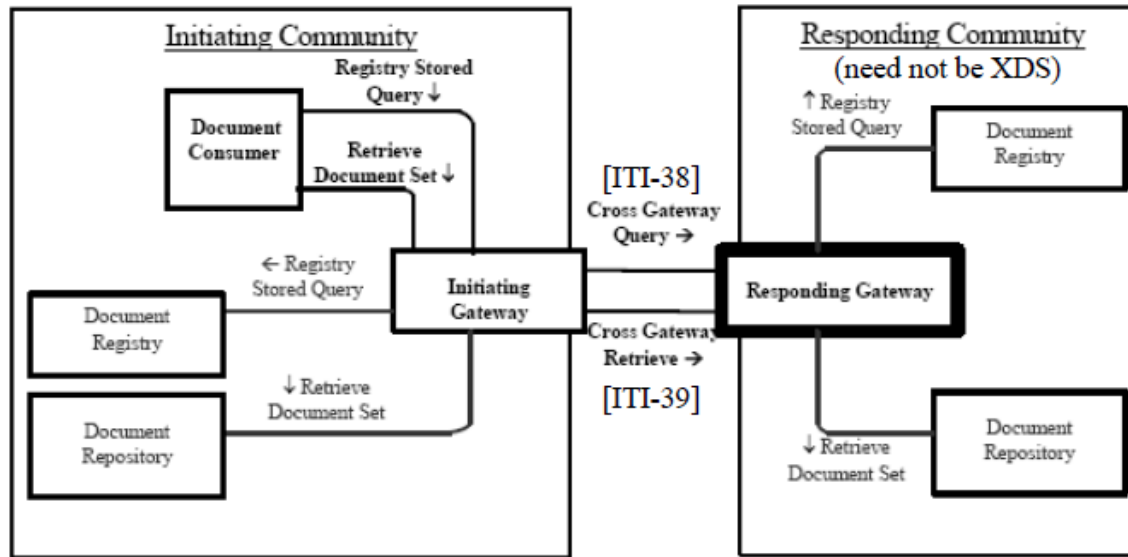 Initiating Community
Registry Stored
Query ↓
Document
Consumer
Retrieve
Document Set ↓
← Registry
Stored Query
Initiating
Gateway
Document
Registry
↓ Retrieve
Document Set
Document
Repository
[ITI-38]
Cross Gateway
Query →
Cross Gateway
Retrieve →
[ITI-39]
Responding Community
(need not be XDS)
↑ Registry
Stored Query
Document
Registry
Responding Gateway
↓ Retrieve
Document Set
Document
Repository